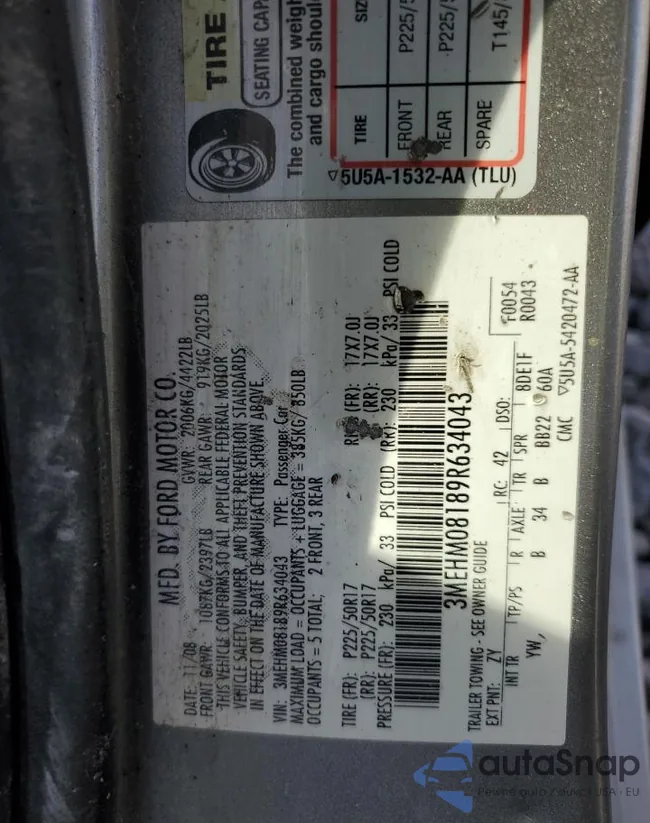 TIRE
SEATING CAP
The combined weigh
and cargo shou
TIRE SIZ
FRONT P225/5
REAR P225/5
SPARE T145/
5U5A-1532-AA (TLU)
MFD. BY FORD MOTOR CO.
DATE: 11/08 GVWR: 2006KG/4422LB
FRONT GAWR: 1087KG/2397LB REAR GAWR: 919KG/2025LB
THIS VEHICLE CONFORMS TO ALL APPLICABLE FEDERAL MOTOR
VEHICLE SAFETY, BUMPER, AND THEFT PREVENTION STANDARDS
IN EFFECT ON THE DATE OF MANUFACTURE SHOWN ABOVE.
VIN: 3MEHM08189R634043 TYPE: Passenger Car
MAXIMUM LOAD = OCCUPANTS + LUGGAGE = 385KG/ 850LB
OCCUPANTS = 5 TOTAL; 2 FRONT, 3 REAR
TIRE (FR): P225/50R17 (FR): 17X7.0J
(RR): P225/50R17 (RR): 17X7.0J
PRESSURE (FR): 230 kPa/ 33 PSI COLD (RR): 230 kPa/ 33 PSI COLD
3MEHM08189R634043
F0054
R0043
TRAILER TOWING - SEE OWNER GUIDE
EXT PNT: ZY RC: 42 DSO:
INT TR TP/PS R AXLE TR SPR 8DE1F
YW, B 34 B BB22 60A
CMC 5U5A-5420472-AA
autoSnap
Pewne auto z aukcji USA - EU